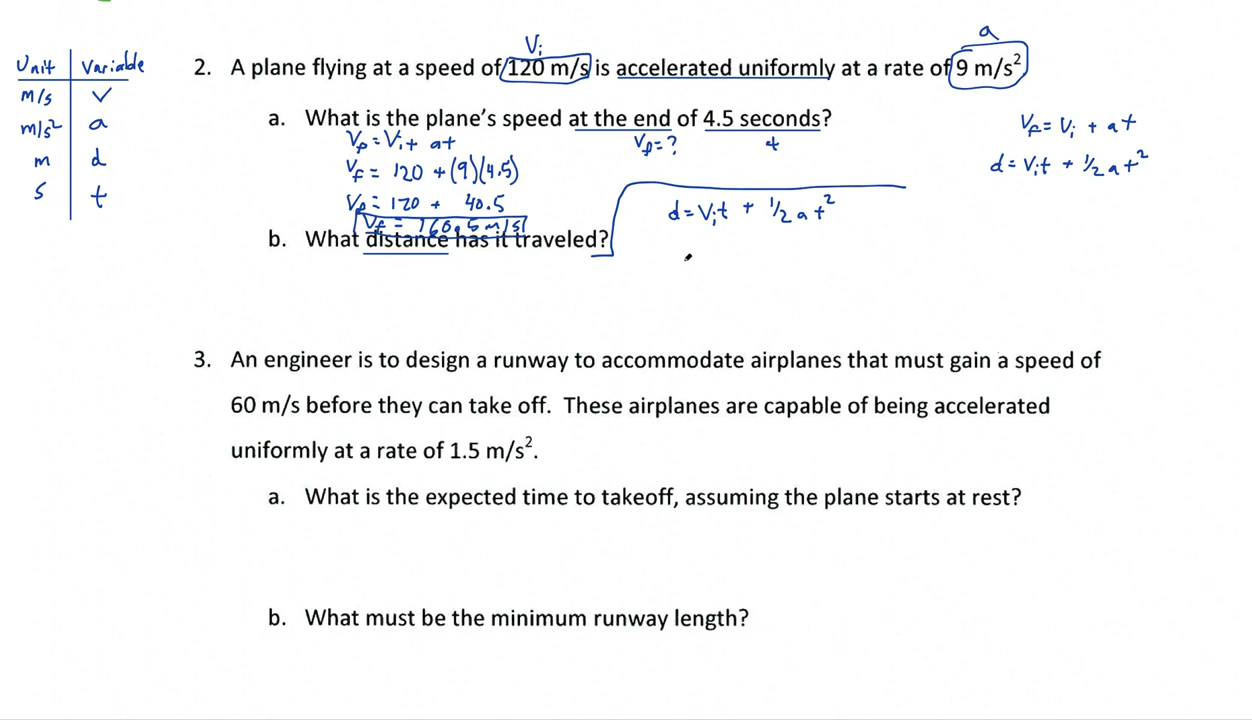 Unit Variable
m/s v
m/s² a
m d
s t
Vi
a
2. A plane flying at a speed of 120 m/s is accelerated uniformly at a rate of 9 m/s²
a. What is the plane's speed at the end of 4.5 seconds?
Vf = Vi + at
Vf = ?
t
Vf = 120 + (9)(4.5)
Vf = 120 + 40.5
Vf = 160.5 m/s
Vf = Vi + at
d = Vit + 1/2 at²
b. What distance has it traveled?
d = Vit + 1/2 at²
3. An engineer is to design a runway to accommodate airplanes that must gain a speed of
60 m/s before they can take off. These airplanes are capable of being accelerated
uniformly at a rate of 1.5 m/s².
a. What is the expected time to takeoff, assuming the plane starts at rest?
b. What must be the minimum runway length?